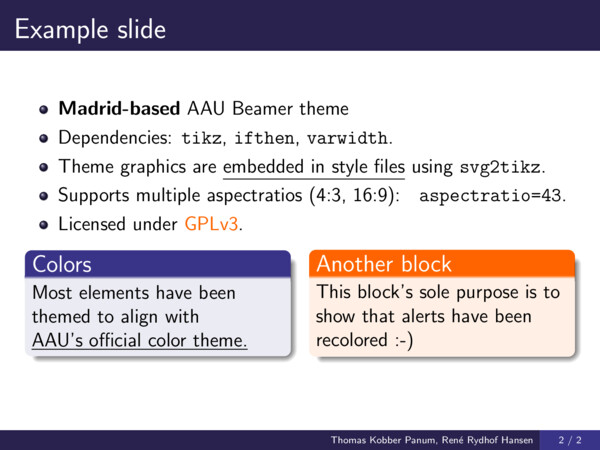 Example slide
Madrid-based AAU Beamer theme
Dependencies: tikz, ifthen, varwidth.
Theme graphics are embedded in style files using svg2tikz.
Supports multiple aspectratios (4:3, 16:9): aspectratio=43.
Licensed under GPLv3.
Colors
Most elements have been
themed to align with
AAU's official color theme.
Another block
This block's sole purpose is to
show that alerts have been
recolored :-)
Thomas Kobber Panum, René Rydhof Hansen 2 / 2